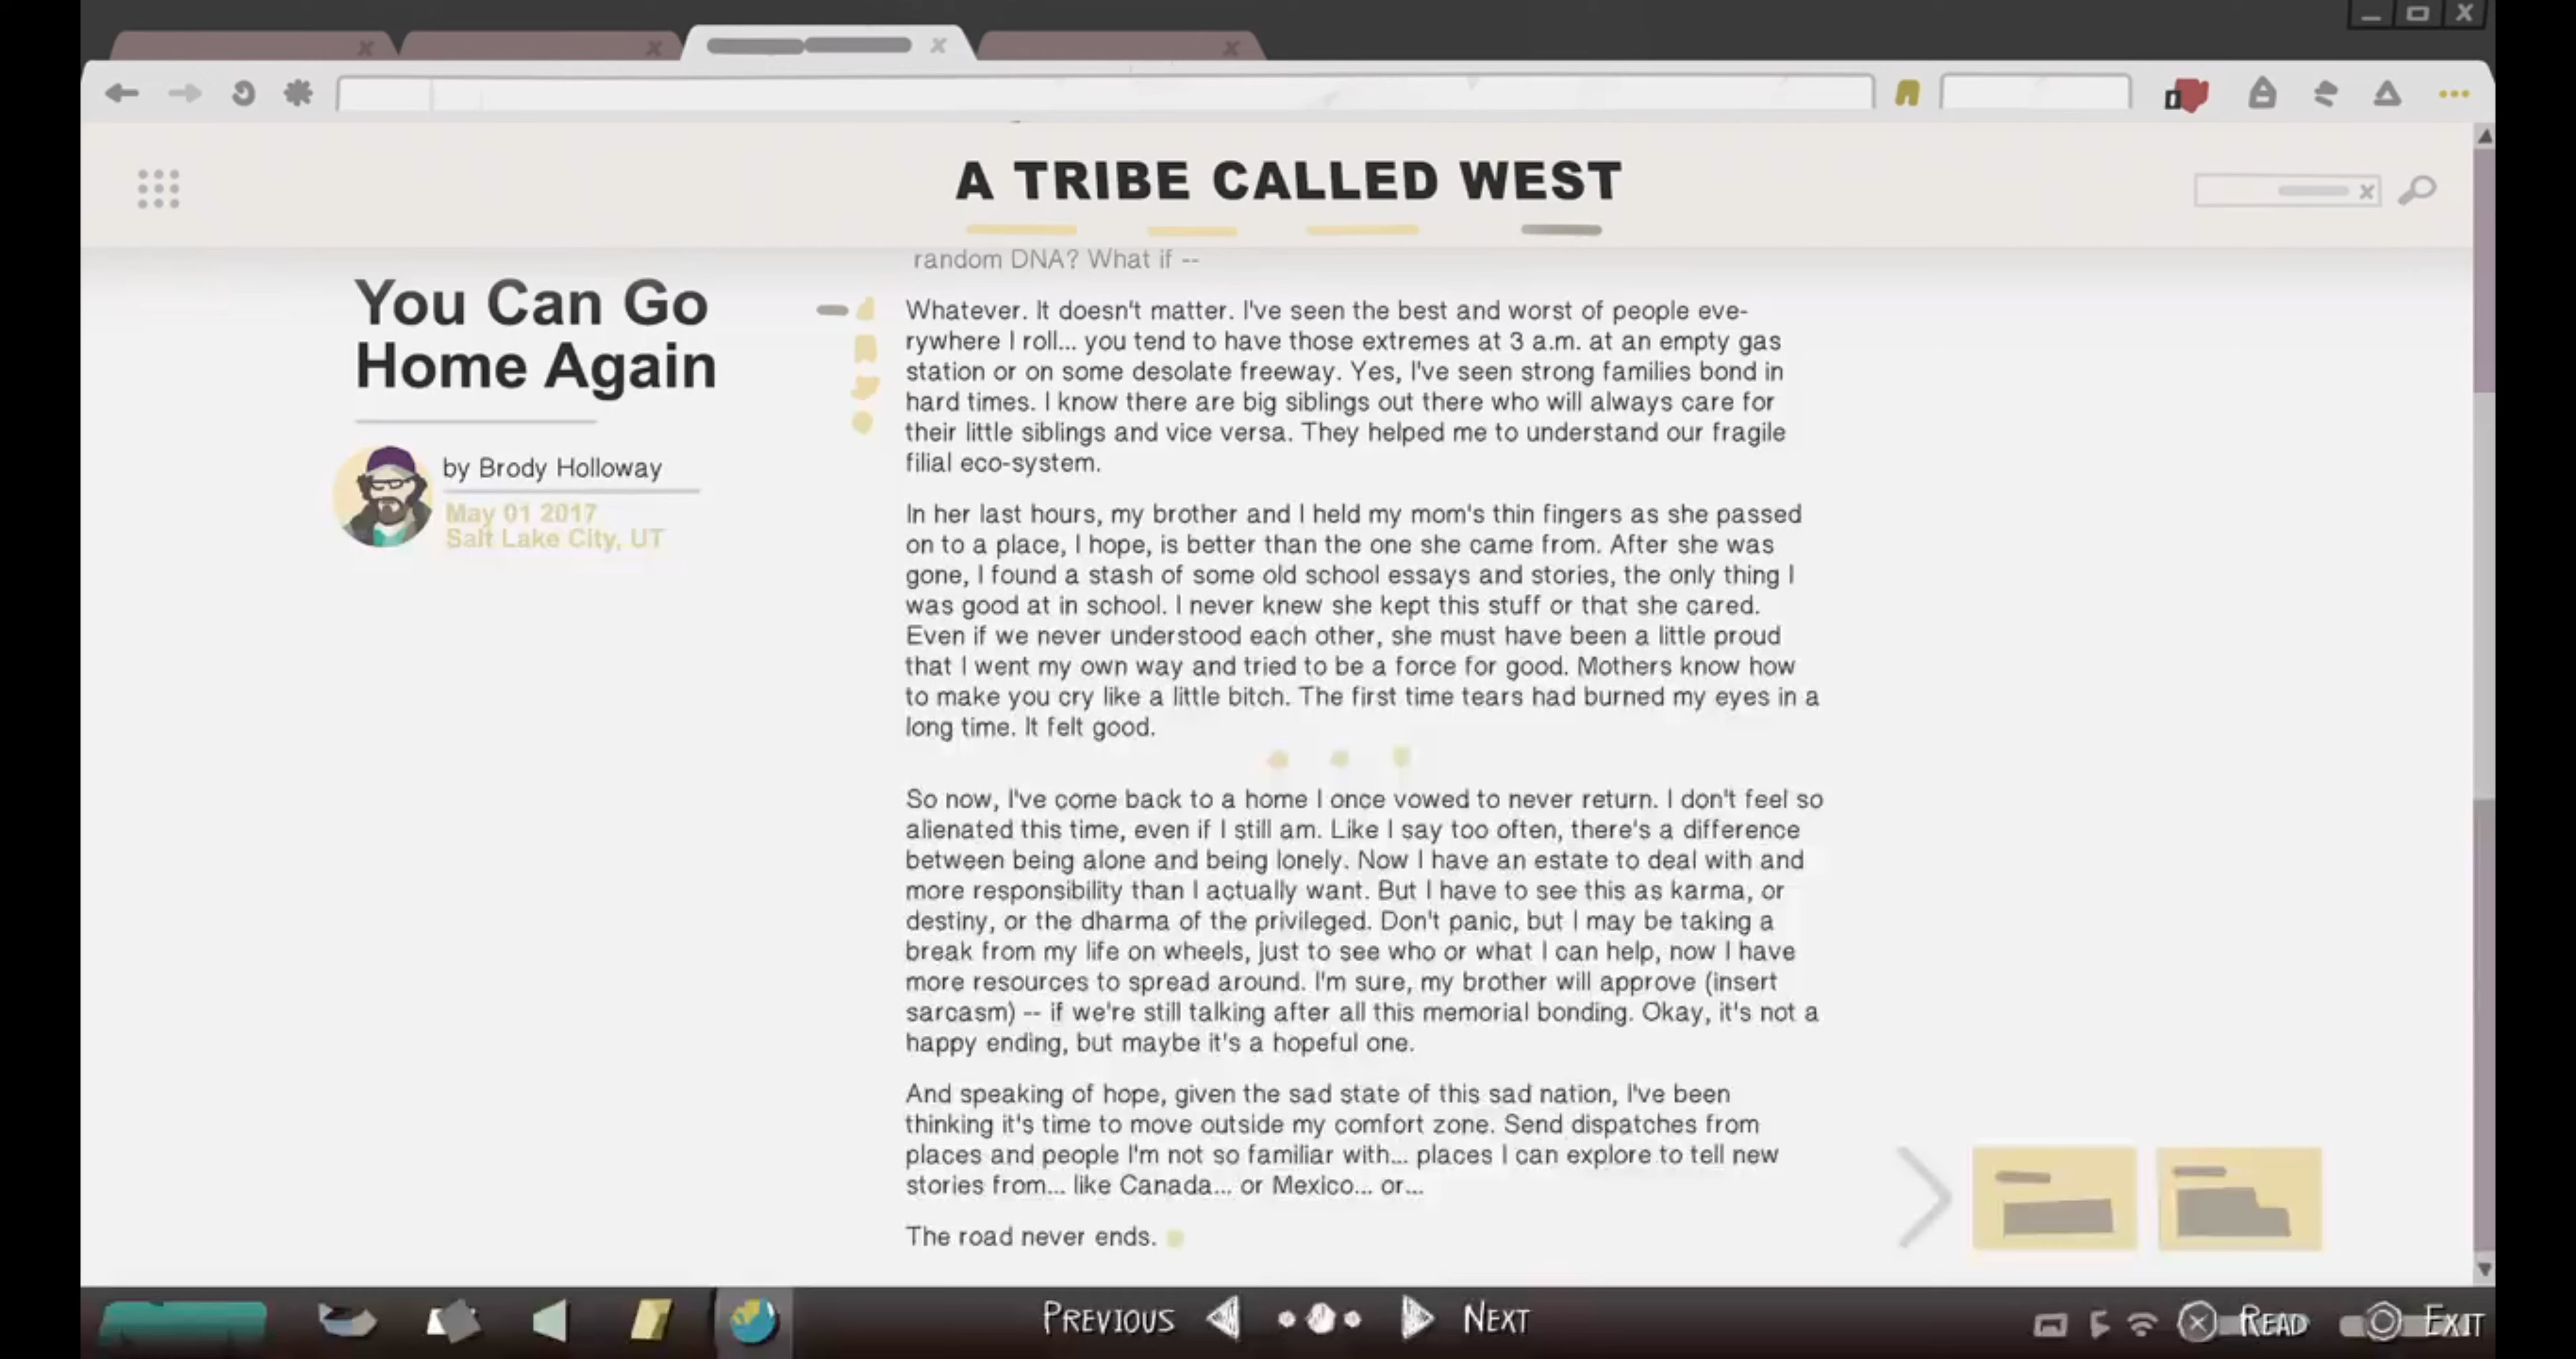 A TRIBE CALLED WEST
You Can Go
Home Again
by Brody Holloway
May 01 2017
Salt Lake City, UT
random DNA? What if --
Whatever. It doesn't matter. I've seen the best and worst of people eve-
rywhere I roll... you tend to have those extremes at 3 a.m. at an empty gas
station or on some desolate freeway. Yes, I've seen strong families bond in
hard times. I know there are big siblings out there who will always care for
their little siblings and vice versa. They helped me to understand our fragile
filial eco-system.
In her last hours, my brother and I held my mom's thin fingers as she passed
on to a place, I hope, is better than the one she came from. After she was
gone, I found a stash of some old school essays and stories, the only thing I
was good at in school. I never knew she kept this stuff or that she cared.
Even if we never understood each other, she must have been a little proud
that I went my own way and tried to be a force for good. Mothers know how
to make you cry like a little bitch. The first time tears had burned my eyes in a
long time. It felt good.
So now, I've come back to a home I once vowed to never return. I don't feel so
alienated this time, even if I still am. Like I say too often, there's a difference
between being alone and being lonely. Now I have an estate to deal with and
more responsibility than I actually want. But I have to see this as karma, or
destiny, or the dharma of the privileged. Don't panic, but I may be taking a
break from my life on wheels, just to see who or what I can help, now I have
more resources to spread around. I'm sure, my brother will approve (insert
sarcasm) -- if we're still talking after all this memorial bonding. Okay, it's not a
happy ending, but maybe it's a hopeful one.
And speaking of hope, given the sad state of this sad nation, I've been
thinking it's time to move outside my comfort zone. Send dispatches from
places and people I'm not so familiar with... places I can explore to tell new
stories from... like Canada... or Mexico... or...
The road never ends.
PREVIOUS NEXT
READ EXIT